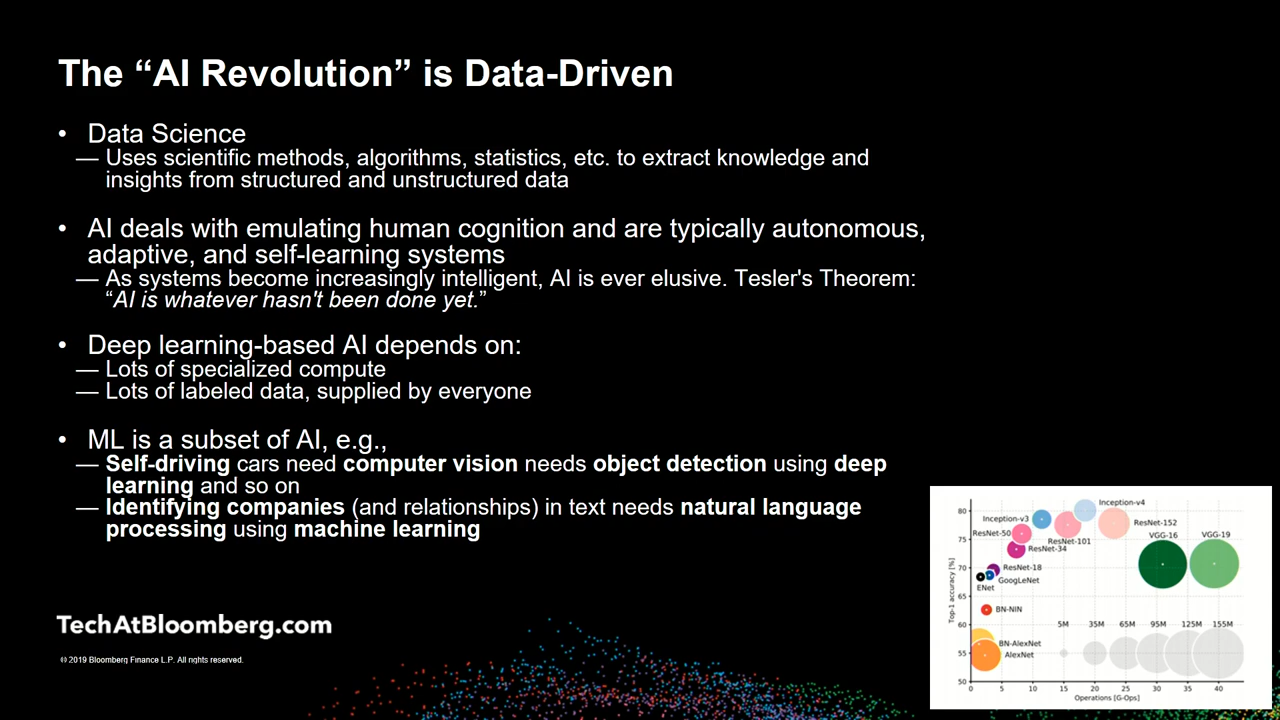 The “AI Revolution” is Data-Driven
• Data Science
— Uses scientific methods, algorithms, statistics, etc. to extract knowledge and
insights from structured and unstructured data
• AI deals with emulating human cognition and are typically autonomous,
adaptive, and self-learning systems
— As systems become increasingly intelligent, AI is ever elusive. Tesler's Theorem:
“AI is whatever hasn't been done yet.”
• Deep learning-based AI depends on:
— Lots of specialized compute
— Lots of labeled data, supplied by everyone
• ML is a subset of AI, e.g.,
— Self-driving cars need computer vision needs object detection using deep
learning and so on
— Identifying companies (and relationships) in text needs natural language
processing using machine learning
TechAtBloomberg.com
© 2019 Bloomberg Finance L.P. All rights reserved.
Top-1 accuracy [%]
80
75
70
65
60
55
50
Inception-v4
Inception-v3
ResNet-152
ResNet-50
VGG-16
VGG-19
ResNet-101
ResNet-34
ResNet-18
GoogLeNet
ENet
BN-NIN
5M
35M
65M
95M
125M
155M
BN-AlexNet
AlexNet
0
5
10
15
20
25
30
35
40
Operations [G-Ops]